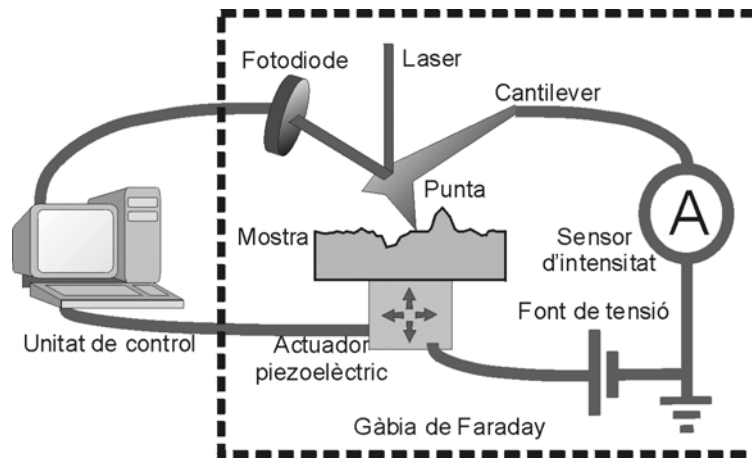 Fotodiode
Laser
Cantilever
Punta
Mostra
A
Sensor
d'intensitat
Font de tensió
Unitat de control
Actuador
piezoelèctric
Gàbia de Faraday